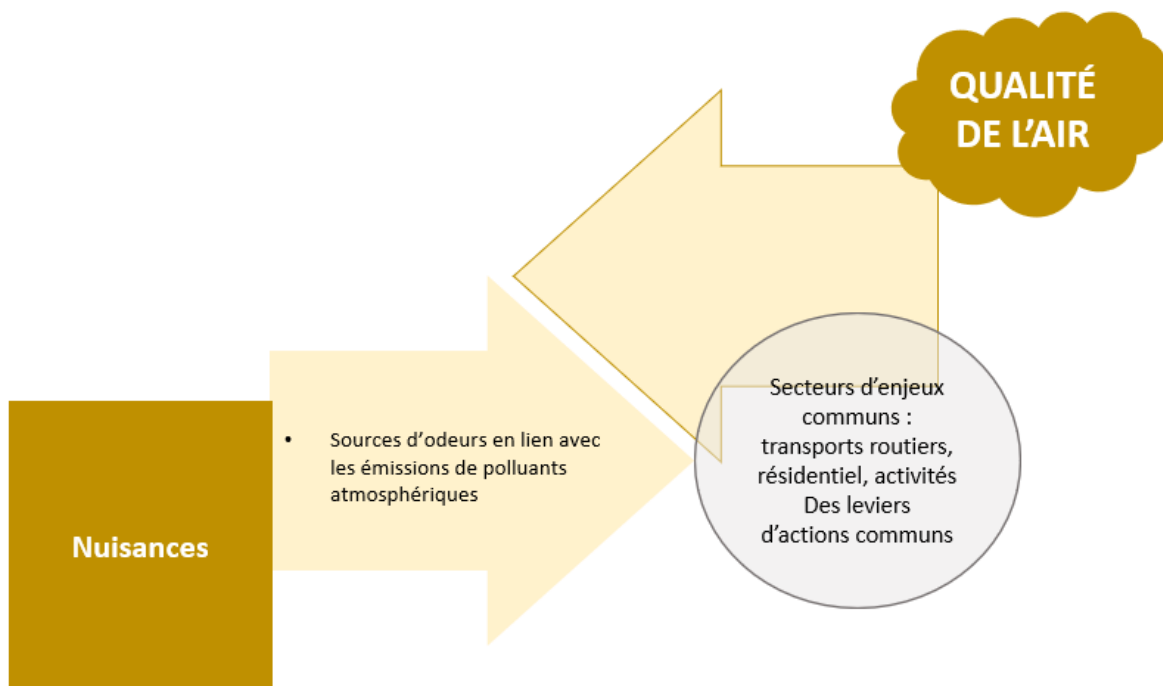 QUALITÉ
DE L’AIR
Secteurs d’enjeux
communs :
transports routiers,
résidentiel, activités
Des leviers
d’actions communs
• Sources d’odeurs en lien avec
les émissions de polluants
atmosphériques
Nuisances